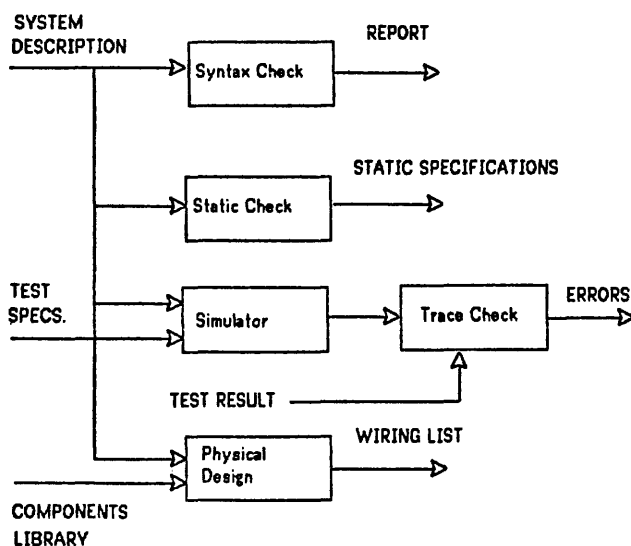 SYSTEM
DESCRIPTION
REPORT
Syntax Check
STATIC SPECIFICATIONS
Static Check
TEST
SPECS.
ERRORS
Simulator
Trace Check
TEST RESULT
WIRING LIST
Physical
Design
COMPONENTS
LIBRARY